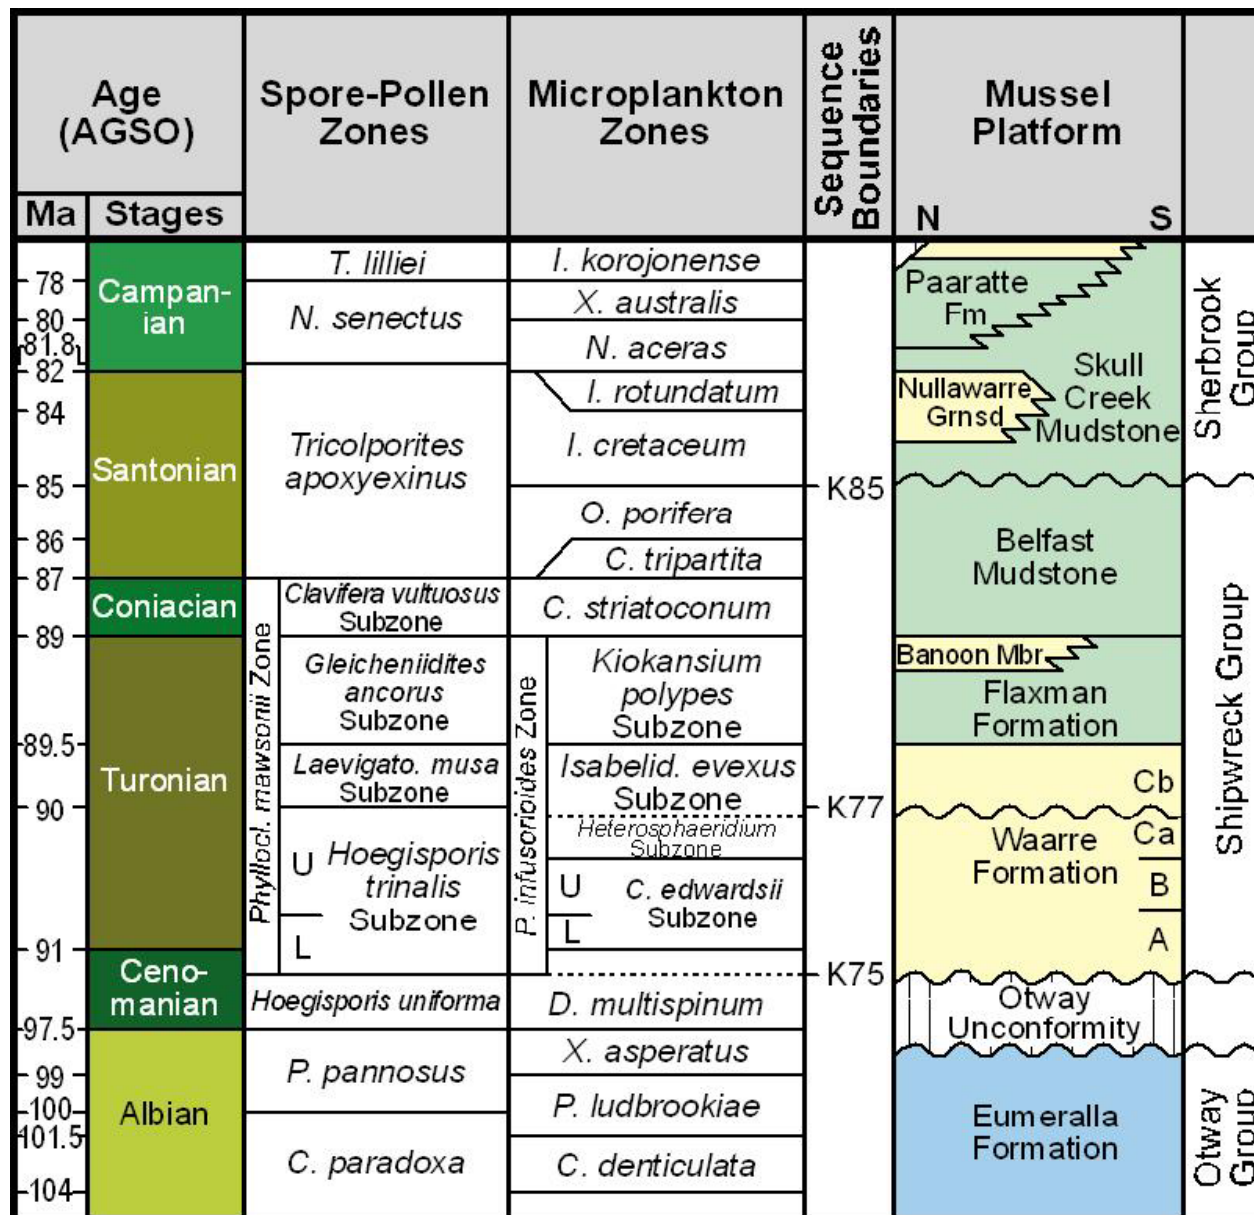 Age
(AGSO)
Spore-Pollen
Zones
Microplankton
Zones
Sequence
Boundaries
Mussel
Platform
N
S
Ma
Stages
78
80
81.8
82
84
85
86
87
89
89.5
90
91
97.5
99
100
101.5
104
Campan-
ian
Santonian
Coniacian
Turonian
Ceno-
manian
Albian
T. lilliei
N. senectus
Tricolporites
apoxyexinus
Phyllocl. mawsonii Zone
Clavifera vultuosus
Subzone
Gleicheniidites
ancorus
Subzone
Laevigato. musa
Subzone
U
Hoegisporis
trinalis
Subzone
L
Hoegisporis uniforma
P. pannosus
C. paradoxa
I. korojonense
X. australis
N. aceras
I. rotundatum
I. cretaceum
O. porifera
C. tripartita
C. striatoconum
P. infusorioides Zone
Kiokansium
polypes
Subzone
Isabelid. evexus
Subzone
Heterosphaeridium
Subzone
U
C. edwardsii
Subzone
L
D. multispinum
X. asperatus
P. ludbrookiae
C. denticulata
K85
K77
K75
Paaratte
Fm
Skull
Creek
Mudstone
Nullawarre
Grnsd
Belfast
Mudstone
Banoon Mbr
Flaxman
Formation
Cb
Waarre
Formation
Ca
B
A
Otway
Unconformity
Eumeralla
Formation
Sherbrook
Group
Shipwreck Group
Otway
Group